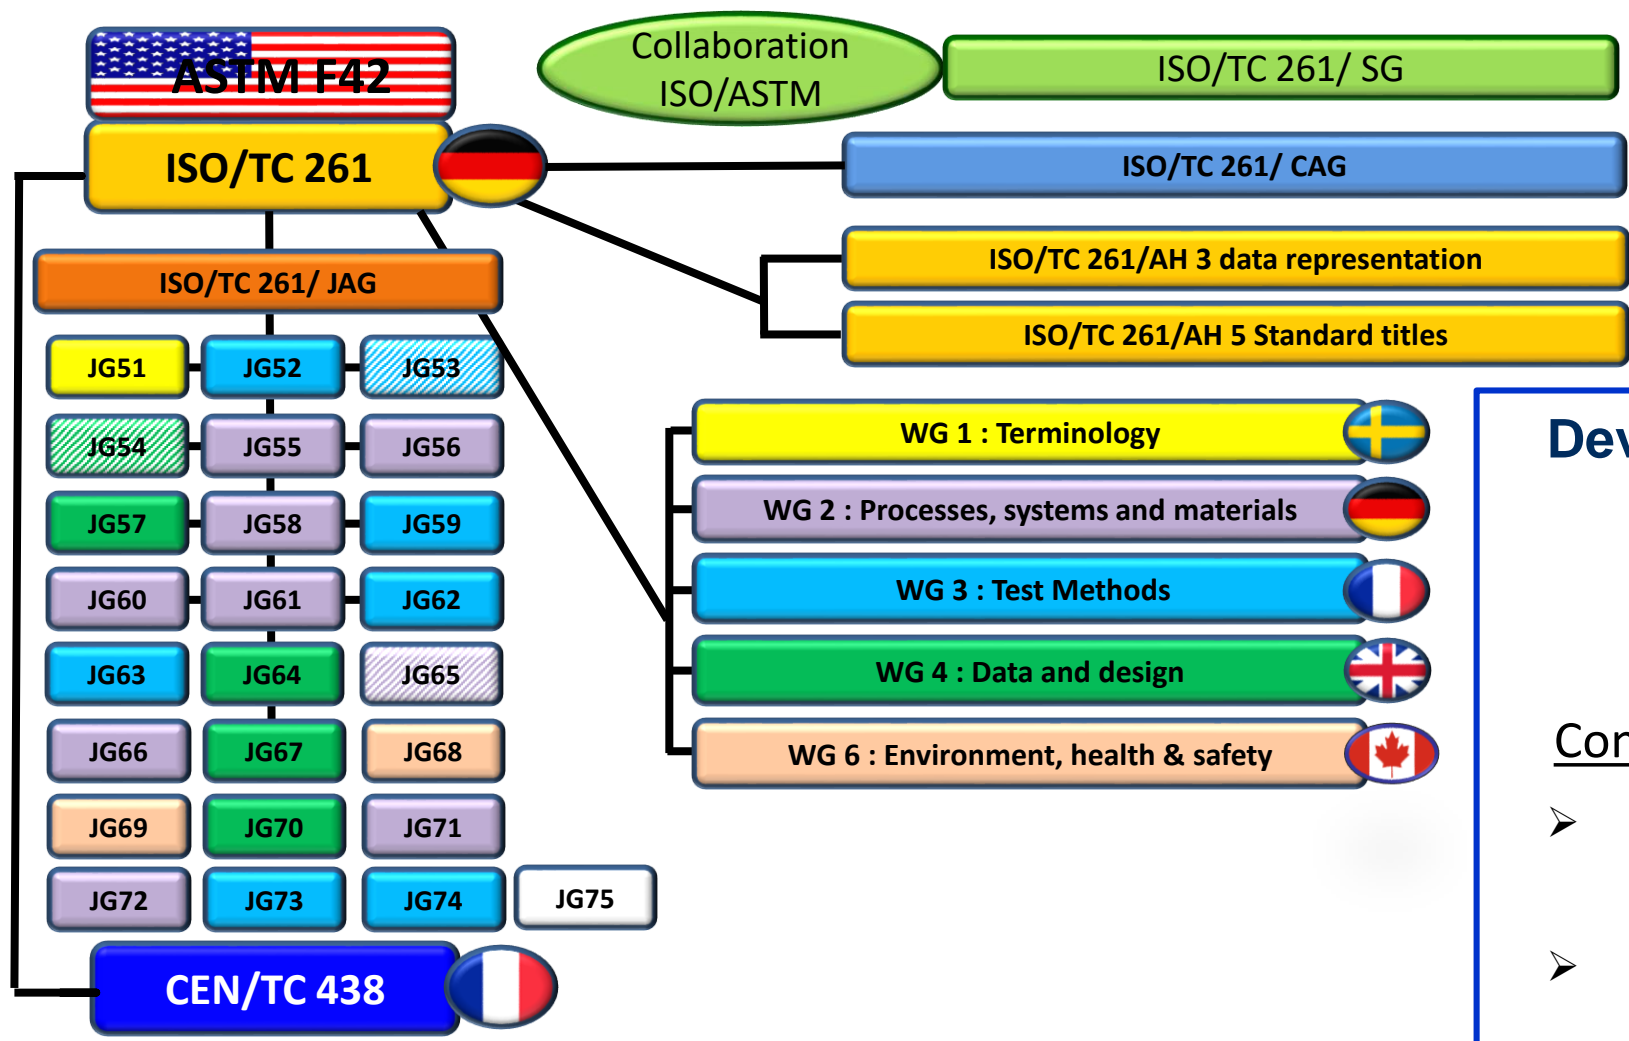 ASTM F42
Collaboration
ISO/ASTM
ISO/TC 261/ SG
ISO/TC 261
ISO/TC 261/ CAG
ISO/TC 261/AH 3 data representation
ISO/TC 261/ JAG
ISO/TC 261/AH 5 Standard titles
JG51 JG52 JG53
JG54 JG55 JG56
JG57 JG58 JG59
JG60 JG61 JG62
JG63 JG64 JG65
JG66 JG67 JG68
JG69 JG70 JG71
JG72 JG73 JG74 JG75
WG 1 : Terminology
WG 2 : Processes, systems and materials
WG 3 : Test Methods
WG 4 : Data and design
WG 6 : Environment, health & safety
CEN/TC 438